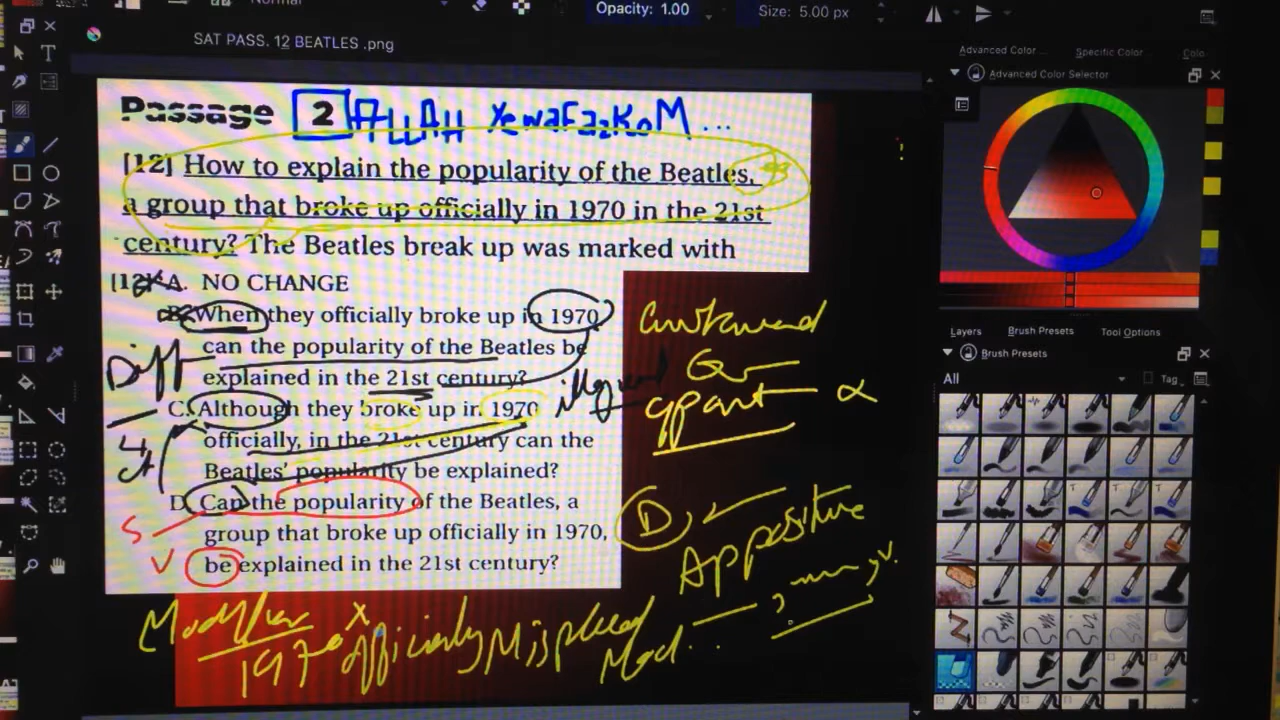 Normal
Opacity: 1.00
Size: 5.00 px
SAT PASS. 12 BEATLES .png
Passage 2
[12] How to explain the popularity of the Beatles,
a group that broke up officially in 1970 in the 21st
century? The Beatles break up was marked with
A. NO CHANGE
When they officially broke up in 1970
can the popularity of the Beatles be
explained in the 21st century?
C. Although they broke up in 1970
officially, in the 21st century can the
Beatles' popularity be explained?
D. Can the popularity of the Beatles, a
group that broke up officially in 1970,
be explained in the 21st century?
Diff
S
V
awkward
D
Appositive
Modifier
1970 officially Misplaced
Mod...
Advanced Color...
Specific Color...
Colo
Advanced Color Selector
Layers
Brush Presets
Tool Options
Brush Presets
All
Tag